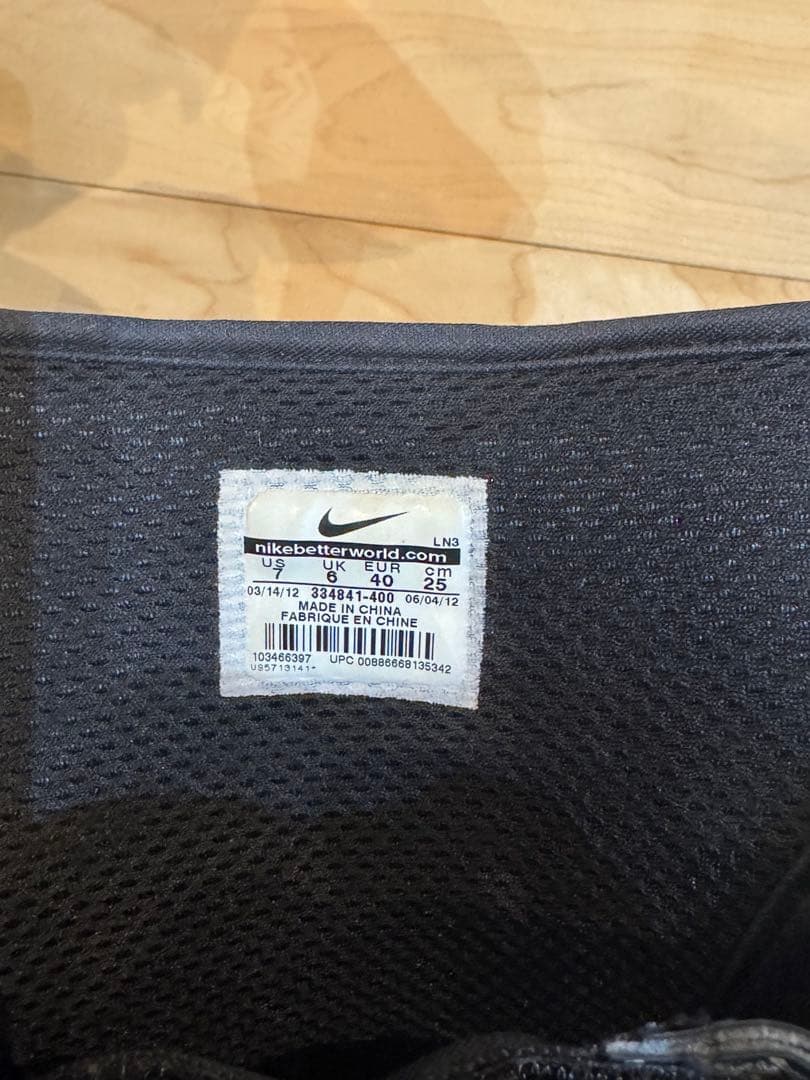 LN3
nikebetterworld.com
US UK EUR cm
7 6 40 25
03/14/12 334841-400 06/04/12
MADE IN CHINA
FABRIQUE EN CHINE
103466397 UPC 00886668135342
U95713141*